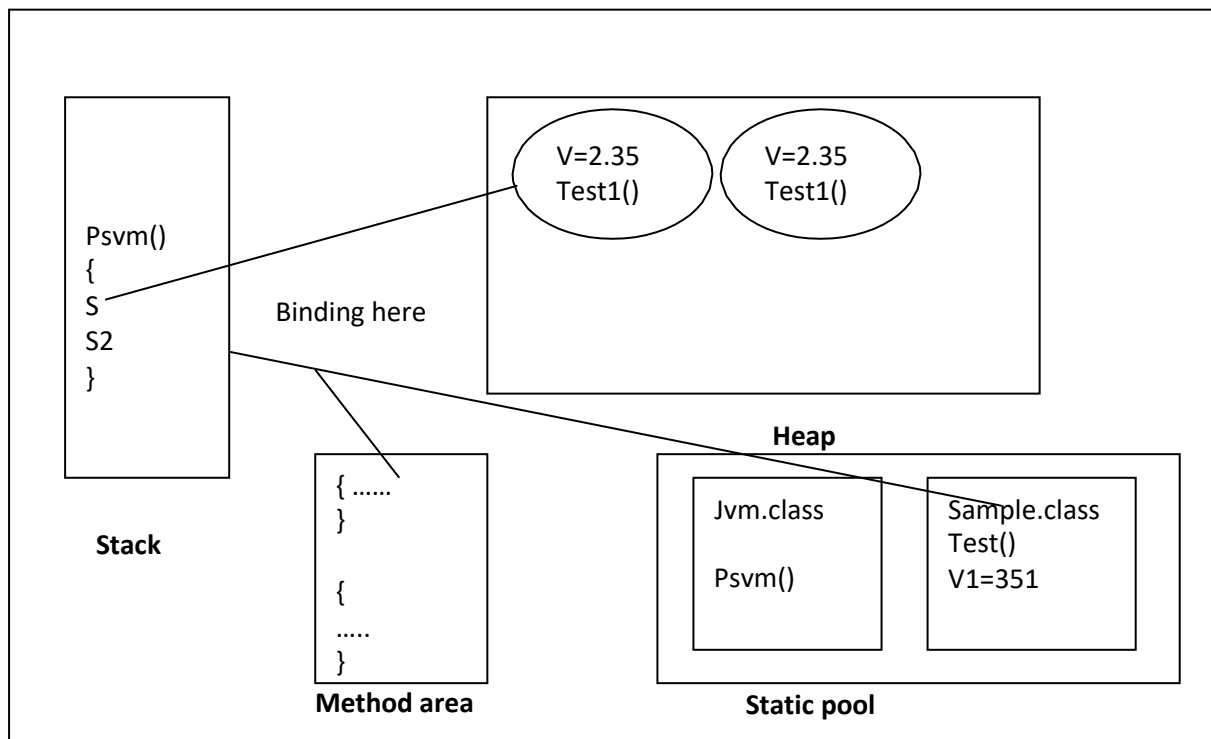 Psvm()
{
S
S2
}
Stack
Binding here
V=2.35
Test1()
V=2.35
Test1()
Heap
{ ......
}
{
.....
}
Method area
Jvm.class
Psvm()
Sample.class
Test()
V1=351
Static pool